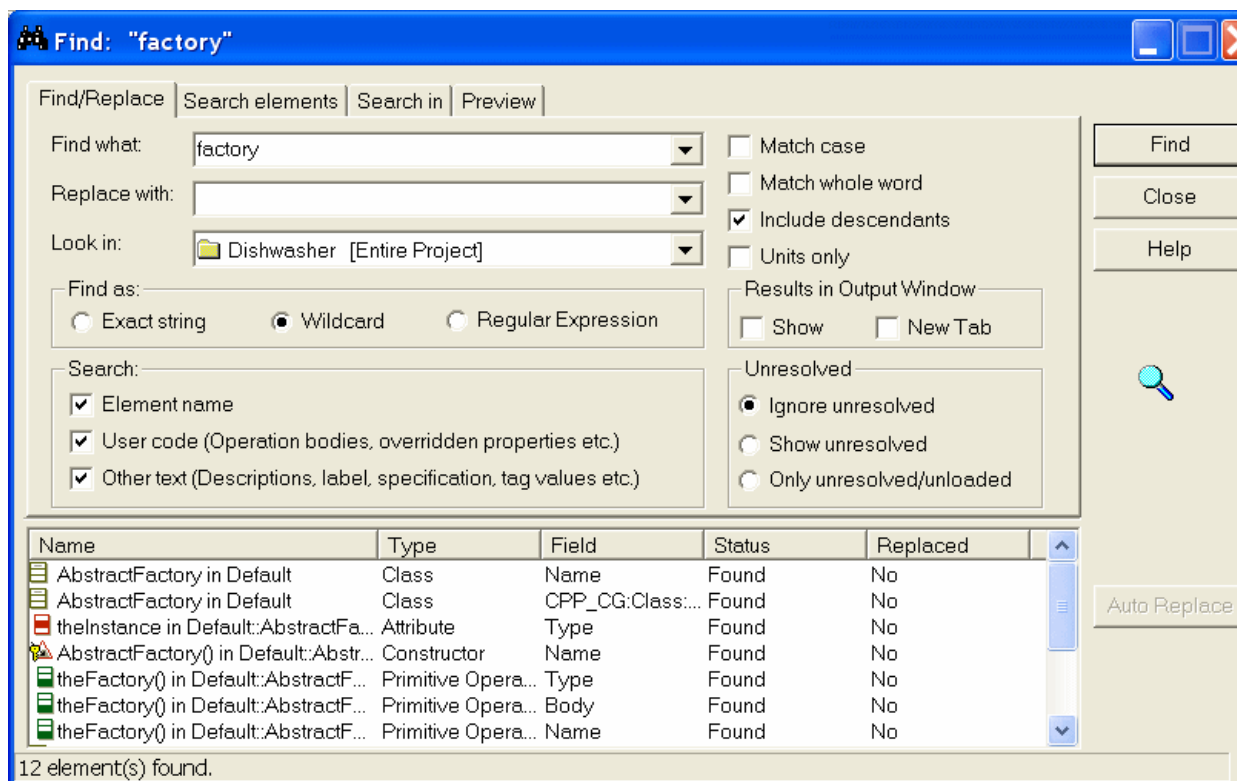 Find: "factory"
Find/Replace Search elements Search in Preview
Find what: factory
Replace with:
Look in: Dishwasher [Entire Project]
Match case
Match whole word
Include descendants
Units only
Find
Close
Help
Find as:
Exact string Wildcard Regular Expression
Results in Output Window
Show New Tab
Search:
Element name
User code (Operation bodies, overridden properties etc.)
Other text (Descriptions, label, specification, tag values etc.)
Unresolved
Ignore unresolved
Show unresolved
Only unresolved/unloaded
Auto Replace
Name Type Field Status Replaced
AbstractFactory in Default Class Name Found No
AbstractFactory in Default Class CPP_CG:Class:... Found No
theInstance in Default::AbstractFa... Attribute Type Found No
AbstractFactory() in Default::Abstr... Constructor Name Found No
theFactory() in Default::AbstractF... Primitive Opera... Type Found No
theFactory() in Default::AbstractF... Primitive Opera... Body Found No
theFactory() in Default::AbstractF... Primitive Opera... Name Found No
12 element(s) found.